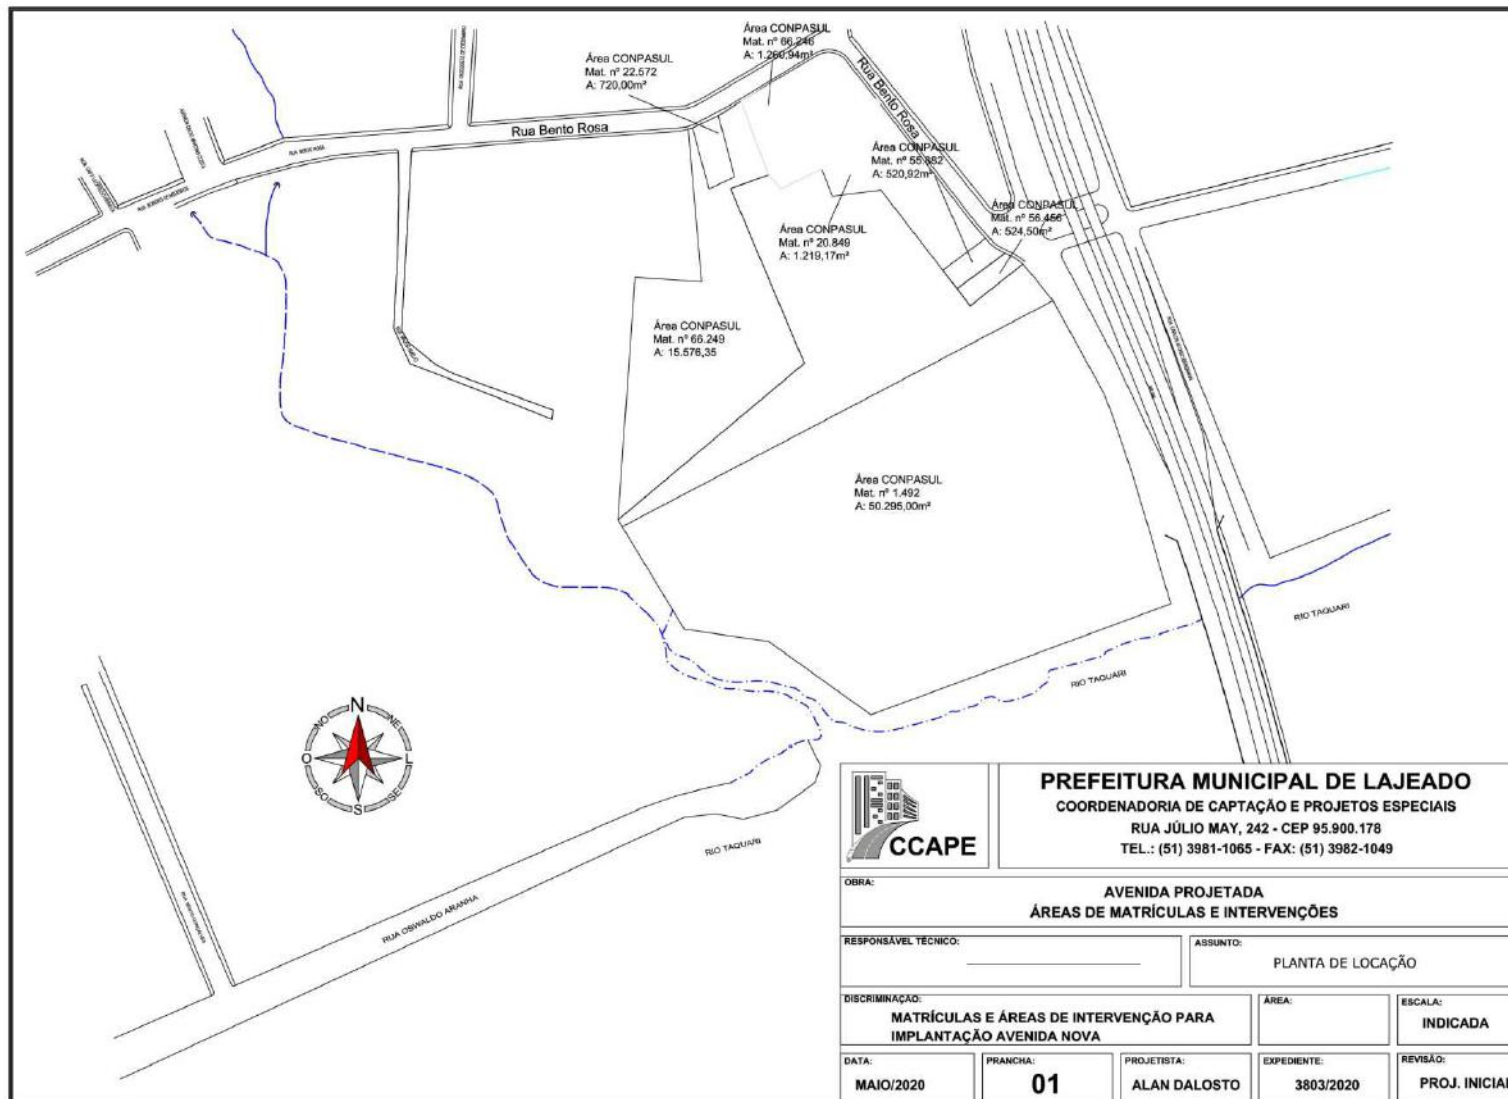 Área CONPASUL
Mat. nº 66.246
A: 1.260,94m²
Área CONPASUL
Mat. nº 22.572
A: 720,00m²
Rua Bento Rosa
Rua Bento Rosa
RUA BENTO ROSA
Área CONPASUL
Mat. nº 55.882
A: 520,92m²
Área CONPASUL
Mat. nº 56.456
A: 524,50m²
Área CONPASUL
Mat. nº 20.849
A: 1.219,17m²
Área CONPASUL
Mat. nº 66.249
A: 15.576,35
Área CONPASUL
Mat. nº 1.492
A: 50.295,00m²
RIO TAQUARI
RIO TAQUARI
RIO TAQUARI
RUA OSWALDO ARANHA
N
NE
L
SE
S
SO
O
NO
CCAPE
PREFEITURA MUNICIPAL DE LAJEADO
COORDENADORIA DE CAPTAÇÃO E PROJETOS ESPECIAIS
RUA JÚLIO MAY, 242 - CEP 95.900.178
TEL.: (51) 3981-1065 - FAX: (51) 3982-1049
OBRA:
AVENIDA PROJETADA
ÁREAS DE MATRÍCULAS E INTERVENÇÕES
RESPONSÁVEL TÉCNICO:
ASSUNTO:
PLANTA DE LOCAÇÃO
DISCRIMINAÇÃO:
MATRÍCULAS E ÁREAS DE INTERVENÇÃO PARA
IMPLANTAÇÃO AVENIDA NOVA
ÁREA:
ESCALA:
INDICADA
DATA:
MAIO/2020
PRANCHA:
01
PROJETISTA:
ALAN DALOSTO
EXPEDIENTE:
3803/2020
REVISÃO:
PROJ. INICIAL